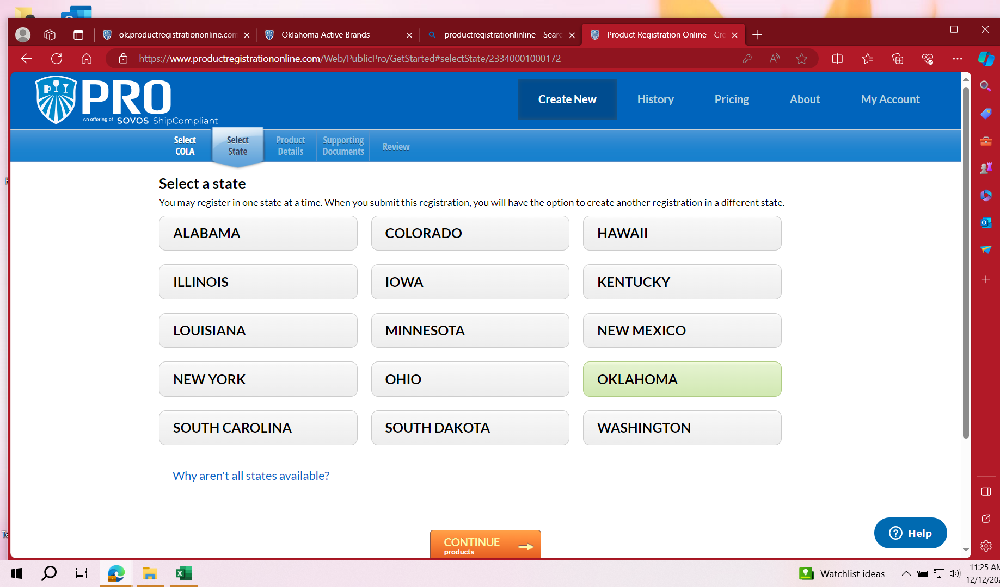 ok.productregistrationonline.com
Oklahoma Active Brands
productregistrationlinline - Searc
Product Registration Online - Cre
https://www.productregistrationonline.com/Web/PublicPro/GetStarted#selectState/23340001000172
PRO
An offering of SOVOS ShipCompliant
Create New
History
Pricing
About
My Account
Select
COLA
Select
State
Product
Details
Supporting
Documents
Review
Select a state
You may register in one state at a time. When you submit this registration, you will have the option to create another registration in a different state.
ALABAMA
COLORADO
HAWAII
ILLINOIS
IOWA
KENTUCKY
LOUISIANA
MINNESOTA
NEW MEXICO
NEW YORK
OHIO
OKLAHOMA
SOUTH CAROLINA
SOUTH DAKOTA
WASHINGTON
Why aren't all states available?
CONTINUE
products
Help
Watchlist ideas
11:25 AM
12/12/202